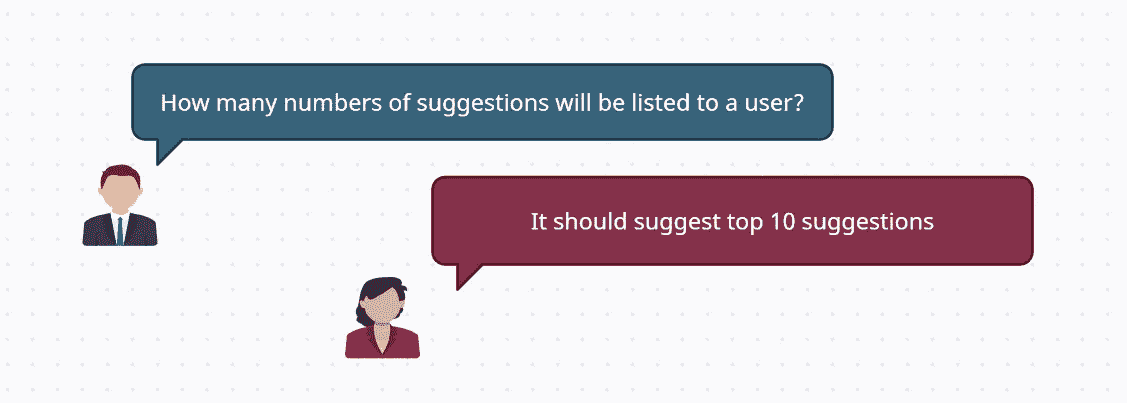 How many numbers of suggestions will be listed to a user?
It should suggest top 10 suggestions